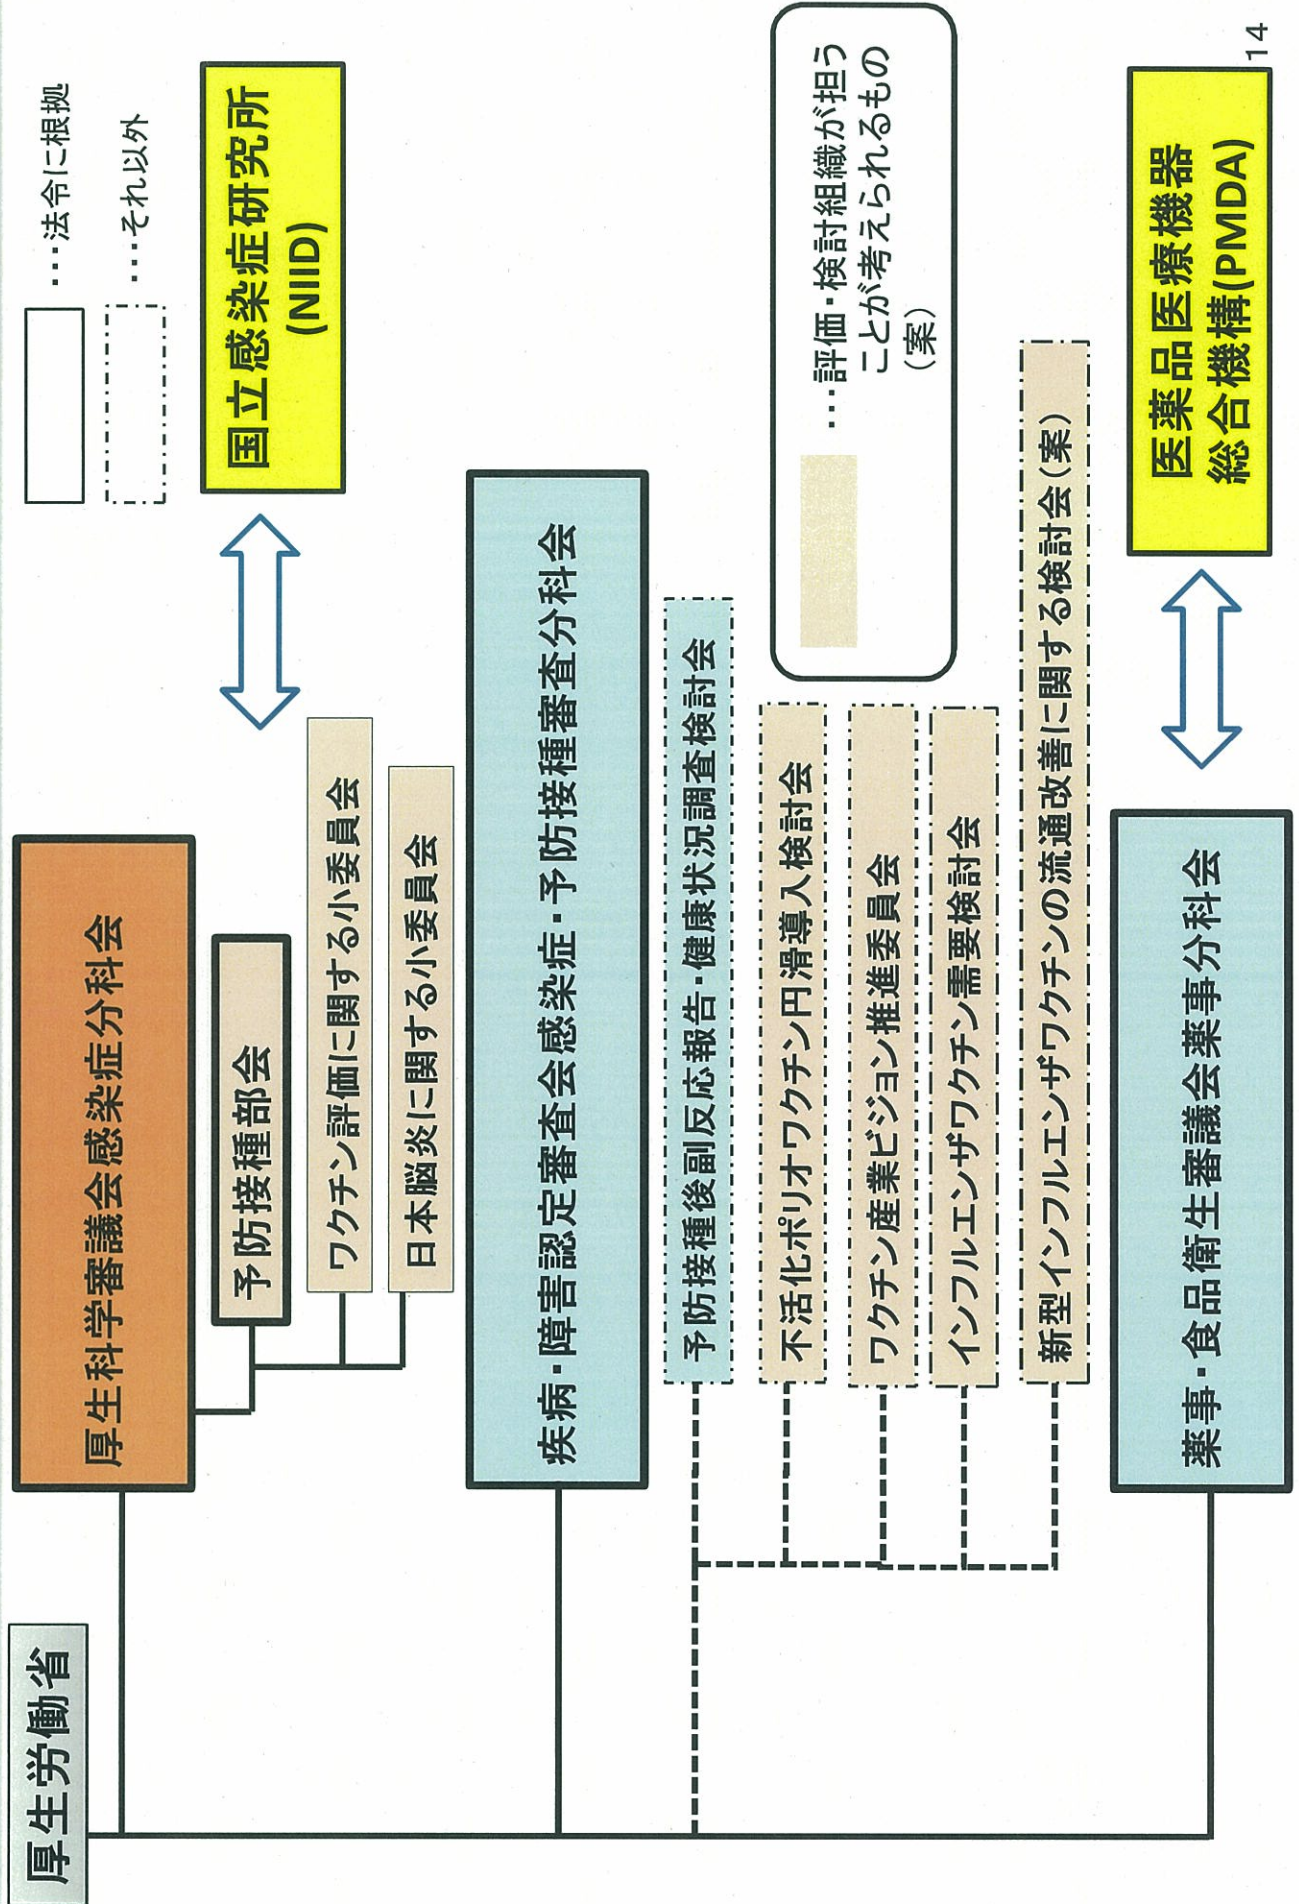 厚生労働省
・・・法令に根拠
・・・それ以外
厚生科学審議会感染症分科会
国立感染症研究所
(NIID)
予防接種部会
ワクチン評価に関する小委員会
日本脳炎に関する小委員会
疾病・障害認定審査会感染症・予防接種審査分科会
予防接種後副反応報告・健康状況調査検討会
不活化ポリオワクチン円滑導入検討会
ワクチン産業ビジョン推進委員会
インフルエンザワクチン需要検討会
新型インフルエンザワクチンの流通改善に関する検討会(案)
・・・評価・検討組織が担う
ことが考えられるもの
(案)
薬事・食品衛生審議会薬事分科会
医薬品医療機器
総合機構(PMDA)
14